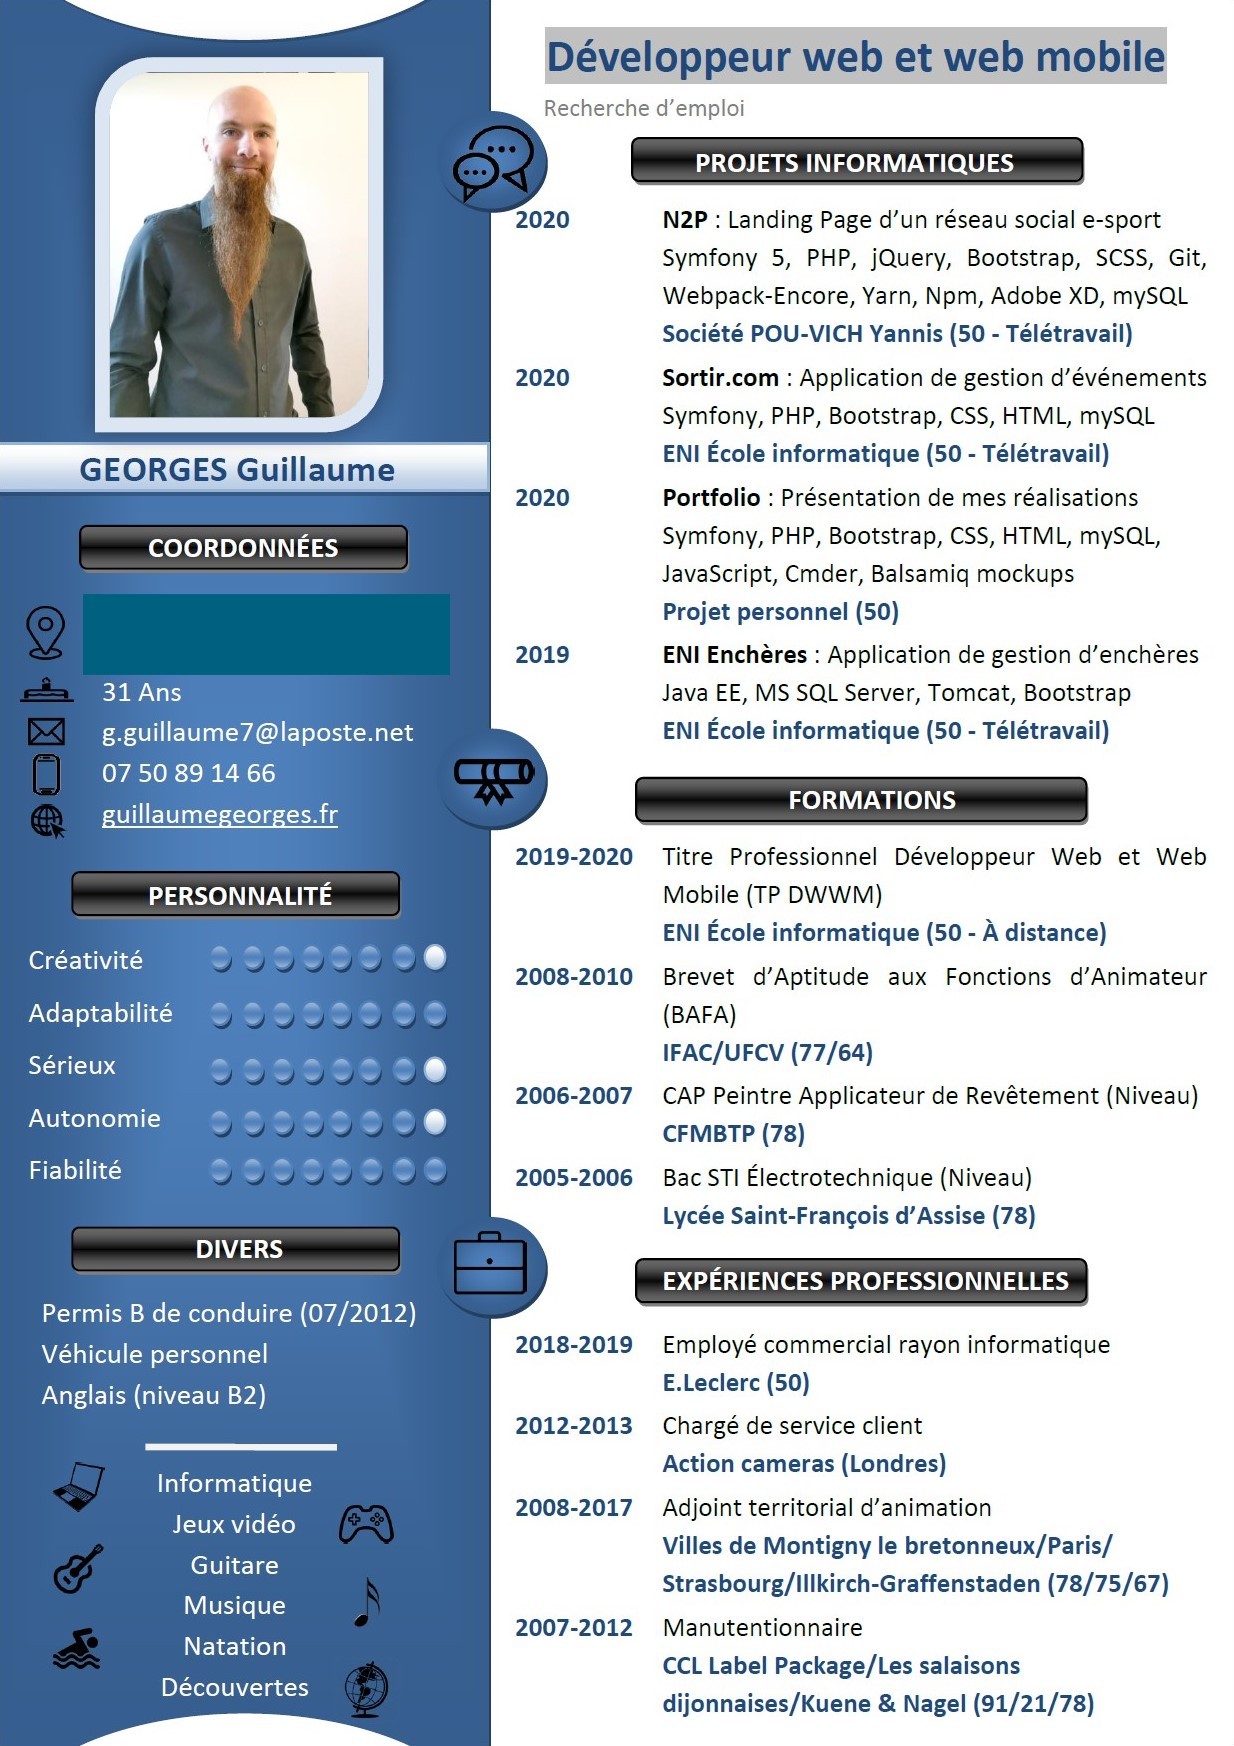 Développeur web et web mobile
Recherche d’emploi
GEORGES Guillaume
COORDONNÉES
31 Ans
g.guillaume7@laposte.net
07 50 89 14 66
guillaumegeorges.fr
PERSONNALITÉ
Créativité
Adaptabilité
Sérieux
Autonomie
Fiabilité
DIVERS
Permis B de conduire (07/2012)
Véhicule personnel
Anglais (niveau B2)
Informatique
Jeux vidéo
Guitare
Musique
Natation
Découvertes
PROJETS INFORMATIQUES
2020 N2P : Landing Page d’un réseau social e-sport
Symfony 5, PHP, jQuery, Bootstrap, SCSS, Git,
Webpack-Encore, Yarn, Npm, Adobe XD, mySQL
Société POU-VICH Yannis (50 - Télétravail)
2020 Sortir.com : Application de gestion d’événements
Symfony, PHP, Bootstrap, CSS, HTML, mySQL
ENI École informatique (50 - Télétravail)
2020 Portfolio : Présentation de mes réalisations
Symfony, PHP, Bootstrap, CSS, HTML, mySQL,
JavaScript, Cmder, Balsamiq mockups
Projet personnel (50)
2019 ENI Enchères : Application de gestion d’enchères
Java EE, MS SQL Server, Tomcat, Bootstrap
ENI École informatique (50 - Télétravail)
FORMATIONS
2019-2020 Titre Professionnel Développeur Web et Web
Mobile (TP DWWM)
ENI École informatique (50 - À distance)
2008-2010 Brevet d’Aptitude aux Fonctions d’Animateur
(BAFA)
IFAC/UFCV (77/64)
2006-2007 CAP Peintre Applicateur de Revêtement (Niveau)
CFMBTP (78)
2005-2006 Bac STI Électrotechnique (Niveau)
Lycée Saint-François d’Assise (78)
EXPÉRIENCES PROFESSIONNELLES
2018-2019 Employé commercial rayon informatique
E.Leclerc (50)
2012-2013 Chargé de service client
Action cameras (Londres)
2008-2017 Adjoint territorial d’animation
Villes de Montigny le bretonneux/Paris/
Strasbourg/Illkirch-Graffenstaden (78/75/67)
2007-2012 Manutentionnaire
CCL Label Package/Les salaisons
dijonnaises/Kuene & Nagel (91/21/78)